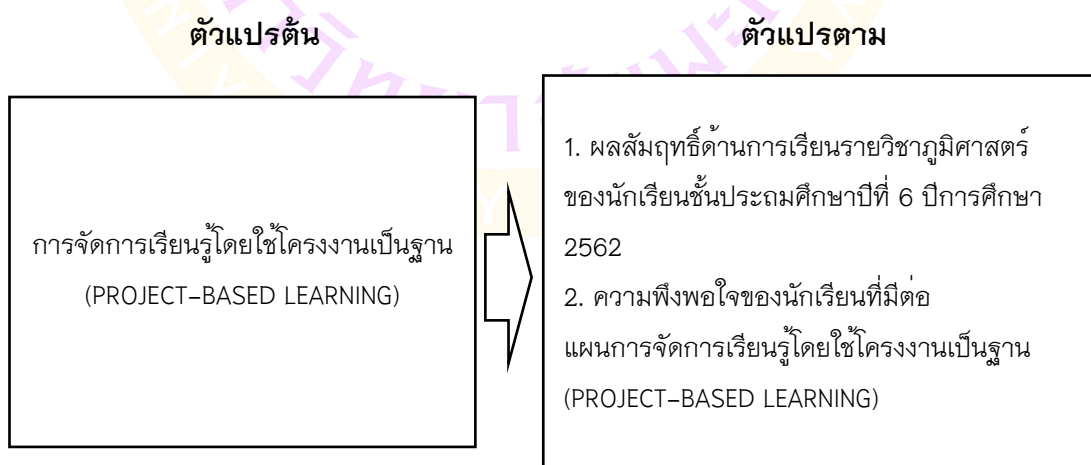 ตัวแปรต้น
ตัวแปรตาม
การจัดการเรียนรู้โดยใช้โครงงานเป็นฐาน
(PROJECT–BASED LEARNING)
1. ผลสัมฤทธิ์ด้านการเรียนรายวิชาภูมิศาสตร์
ของนักเรียนชั้นประถมศึกษาปีที่ 6 ปีการศึกษา
2562
2. ความพึงพอใจของนักเรียนที่มีต่อ
แผนการจัดการเรียนรู้โดยใช้โครงงานเป็นฐาน
(PROJECT–BASED LEARNING)